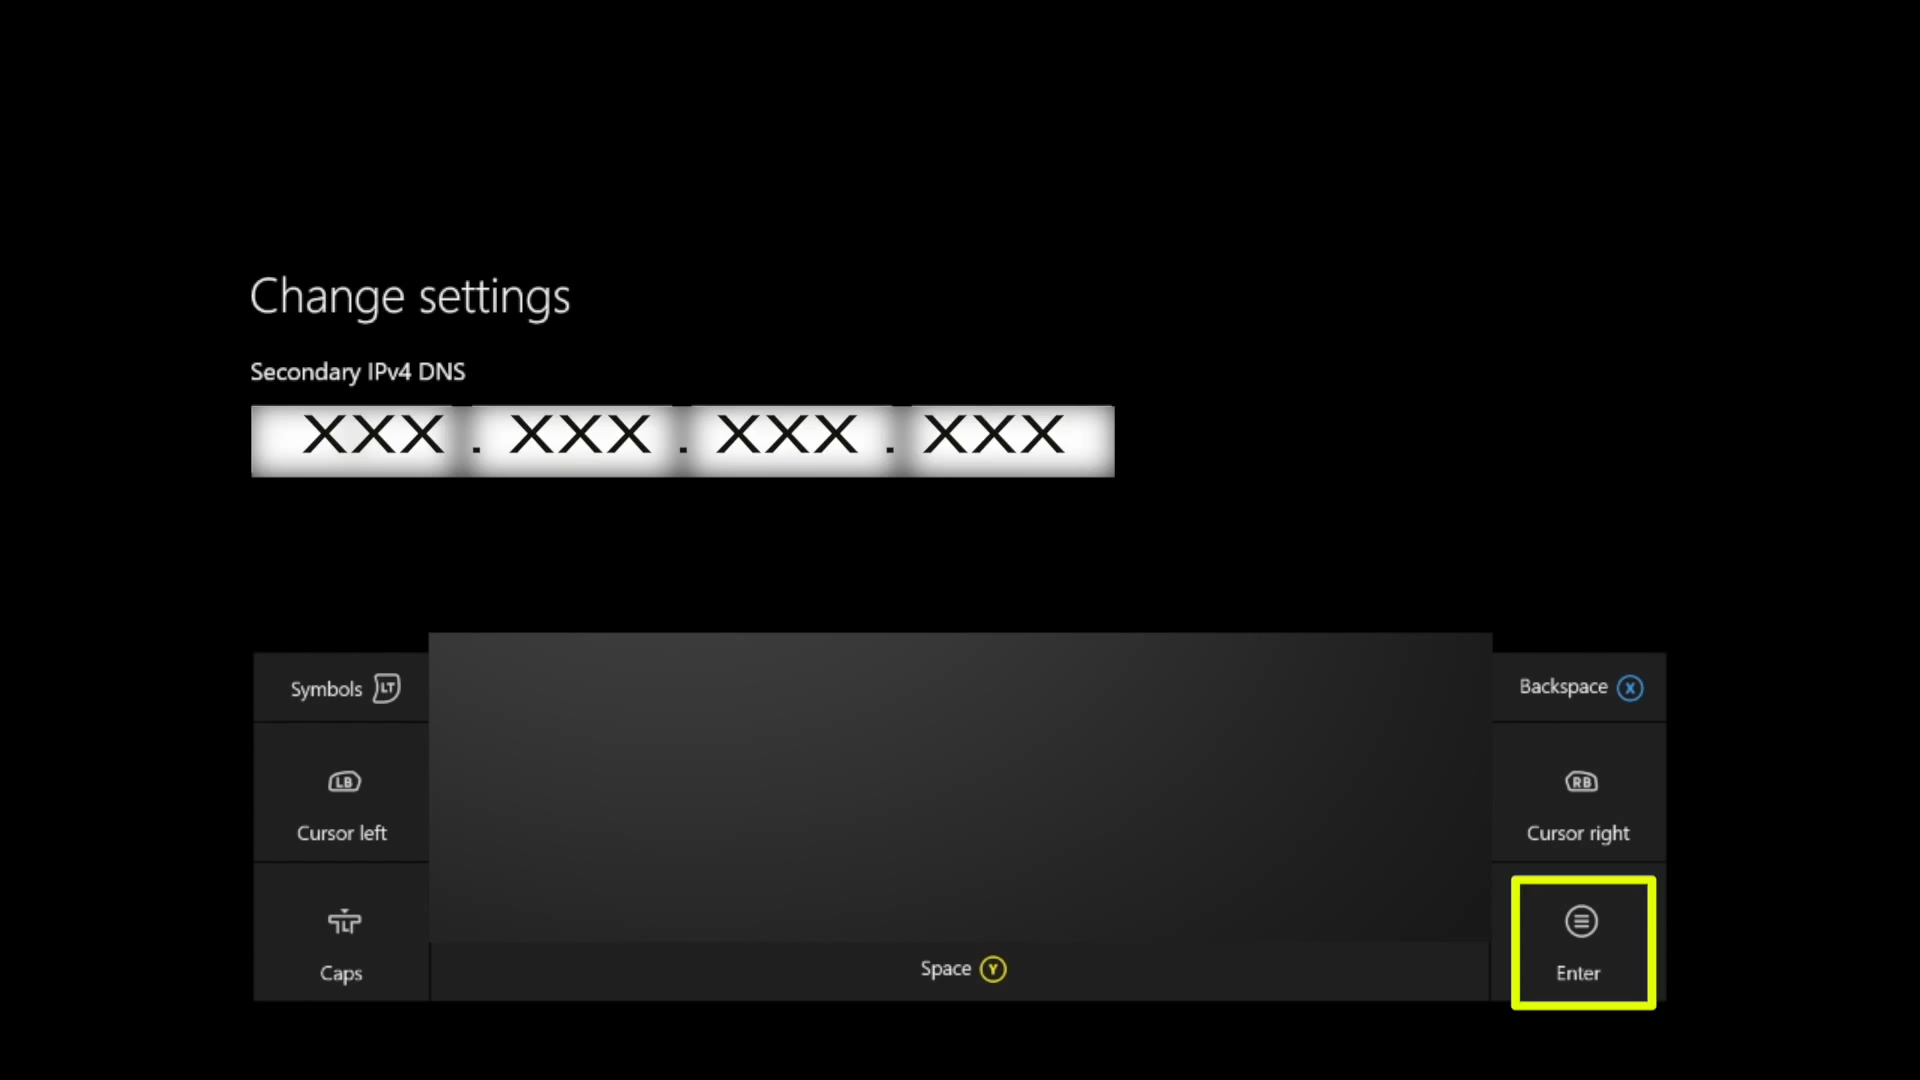 Change settings
Secondary IPv4 DNS
XXX . XXX . XXX . XXX
Symbols LT
Backspace X
LB
RB
Cursor left
Cursor right
Caps
Space Y
Enter